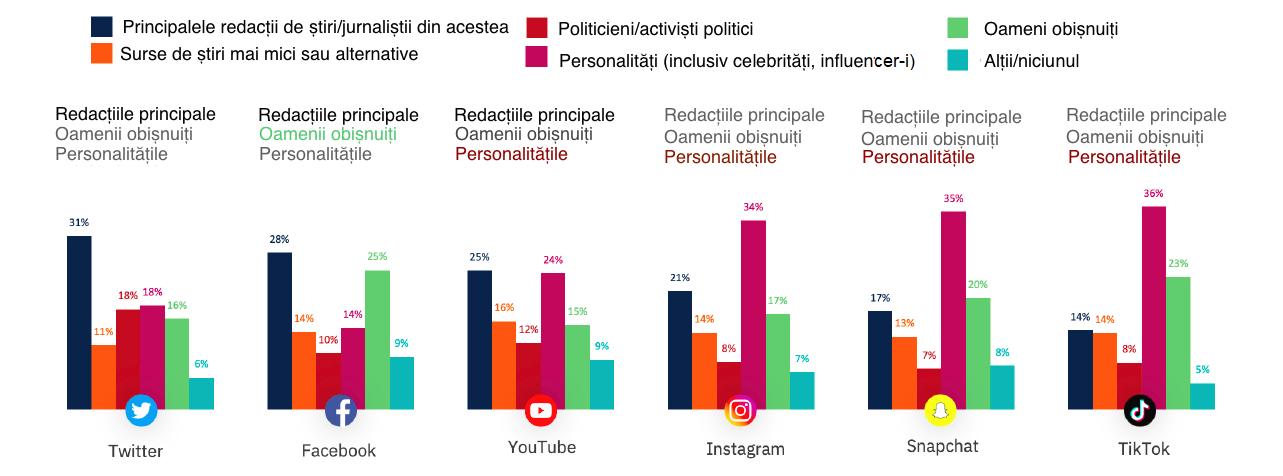 Principalele redacții de știri/jurnaliștii din acestea
Surse de știri mai mici sau alternative
Politicieni/activiști politici
Personalități (inclusiv celebrități, influencer-i)
Oameni obișnuiți
Alții/niciunul
Redacțiile principale
Oamenii obișnuiți
Personalitățile
31%
11%
18%
18%
16%
6%
Twitter
Redacțiile principale
Oamenii obișnuiți
Personalitățile
28%
14%
10%
14%
25%
9%
Facebook
Redacțiile principale
Oamenii obișnuiți
Personalitățile
25%
16%
12%
24%
15%
9%
YouTube
Redacțiile principale
Oamenii obișnuiți
Personalitățile
21%
14%
8%
34%
17%
7%
Instagram
Redacțiile principale
Oamenii obișnuiți
Personalitățile
17%
13%
7%
35%
20%
8%
Snapchat
Redacțiile principale
Oamenii obișnuiți
Personalitățile
14%
14%
8%
36%
23%
5%
TikTok